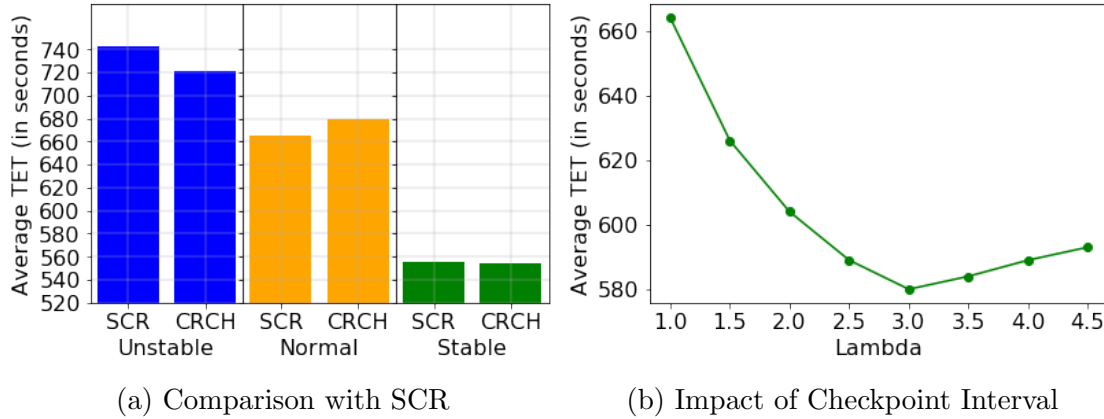 Average TET (in seconds)
740
720
700
680
660
640
620
600
580
560
540
520
SCR CRCH SCR CRCH SCR CRCH
Unstable Normal Stable
(a) Comparison with SCR
Average TET (in seconds)
660
640
620
600
580
1.0 1.5 2.0 2.5 3.0 3.5 4.0 4.5
Lambda
(b) Impact of Checkpoint Interval